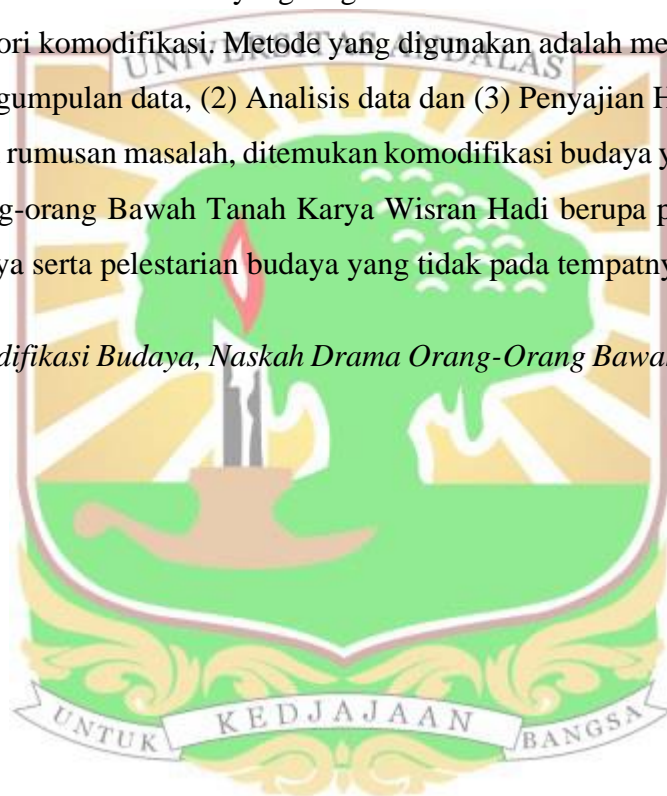 ori komodifikasi. Metode yang digunakan adalah me
UNIVERSITAS ANDALAS
gumpulan data, (2) Analisis data dan (3) Penyajian H
rumusan masalah, ditemukan komodifikasi budaya y
g-orang Bawah Tanah Karya Wisran Hadi berupa p
ya serta pelestarian budaya yang tidak pada tempatny
difikasi Budaya, Naskah Drama Orang-Orang Bawa
UNTUK KEDJAJAAN BANGSA